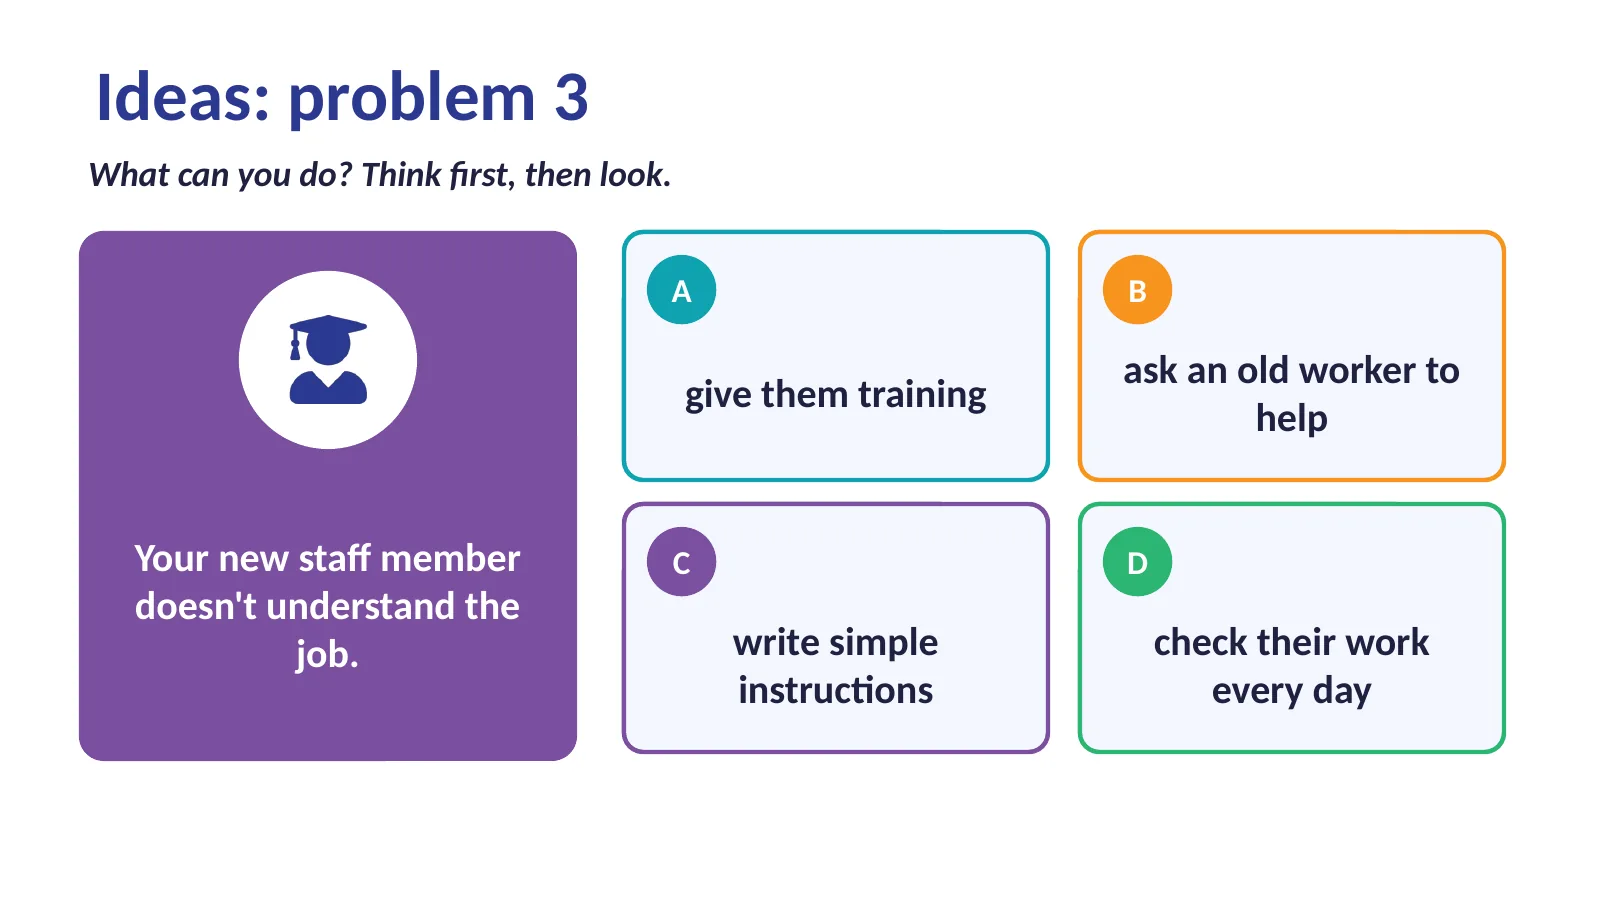 Ideas: problem 3
What can you do? Think first, then look.
Your new staff member
doesn't understand the
job.
A
give them training
B
ask an old worker to
help
C
write simple
instructions
D
check their work
every day